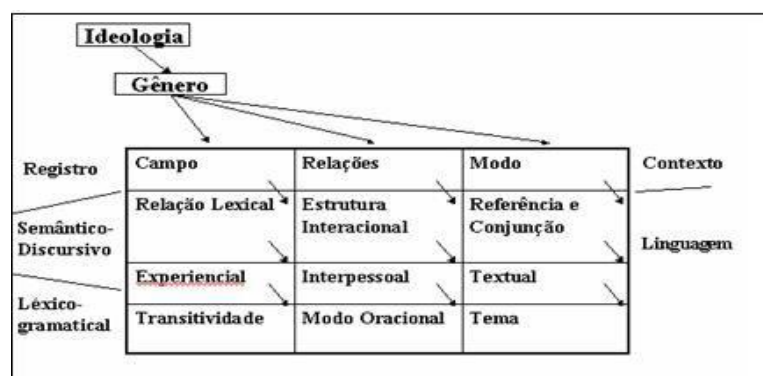 Ideologia
Gênero
Registro
Campo
Relações
Modo
Contexto
Relação Lexical
Estrutura
Interacional
Referência e
Conjunção
Semântico-
Discursivo
Linguagem
Experiencial
Interpessoal
Textual
Léxico-
gramatical
Transitividade
Modo Oracional
Tema